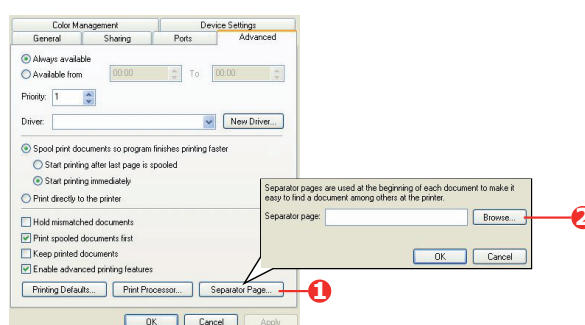 Color Management Device Settings
General Sharing Ports Advanced
Always available
Available from 00:00 To 00:00
Priority: 1
Driver: New Driver...
Spool print documents so program finishes printing faster
Start printing after last page is spooled
Start printing immediately
Print directly to the printer
Hold mismatched documents
Print spooled documents first
Keep printed documents
Enable advanced printing features
Printing Defaults... Print Processor... Separator Page... 1
OK Cancel Apply
Separator pages are used at the beginning of each document to make it
easy to find a document among others at the printer.
Separator page: Browse... 2
OK Cancel